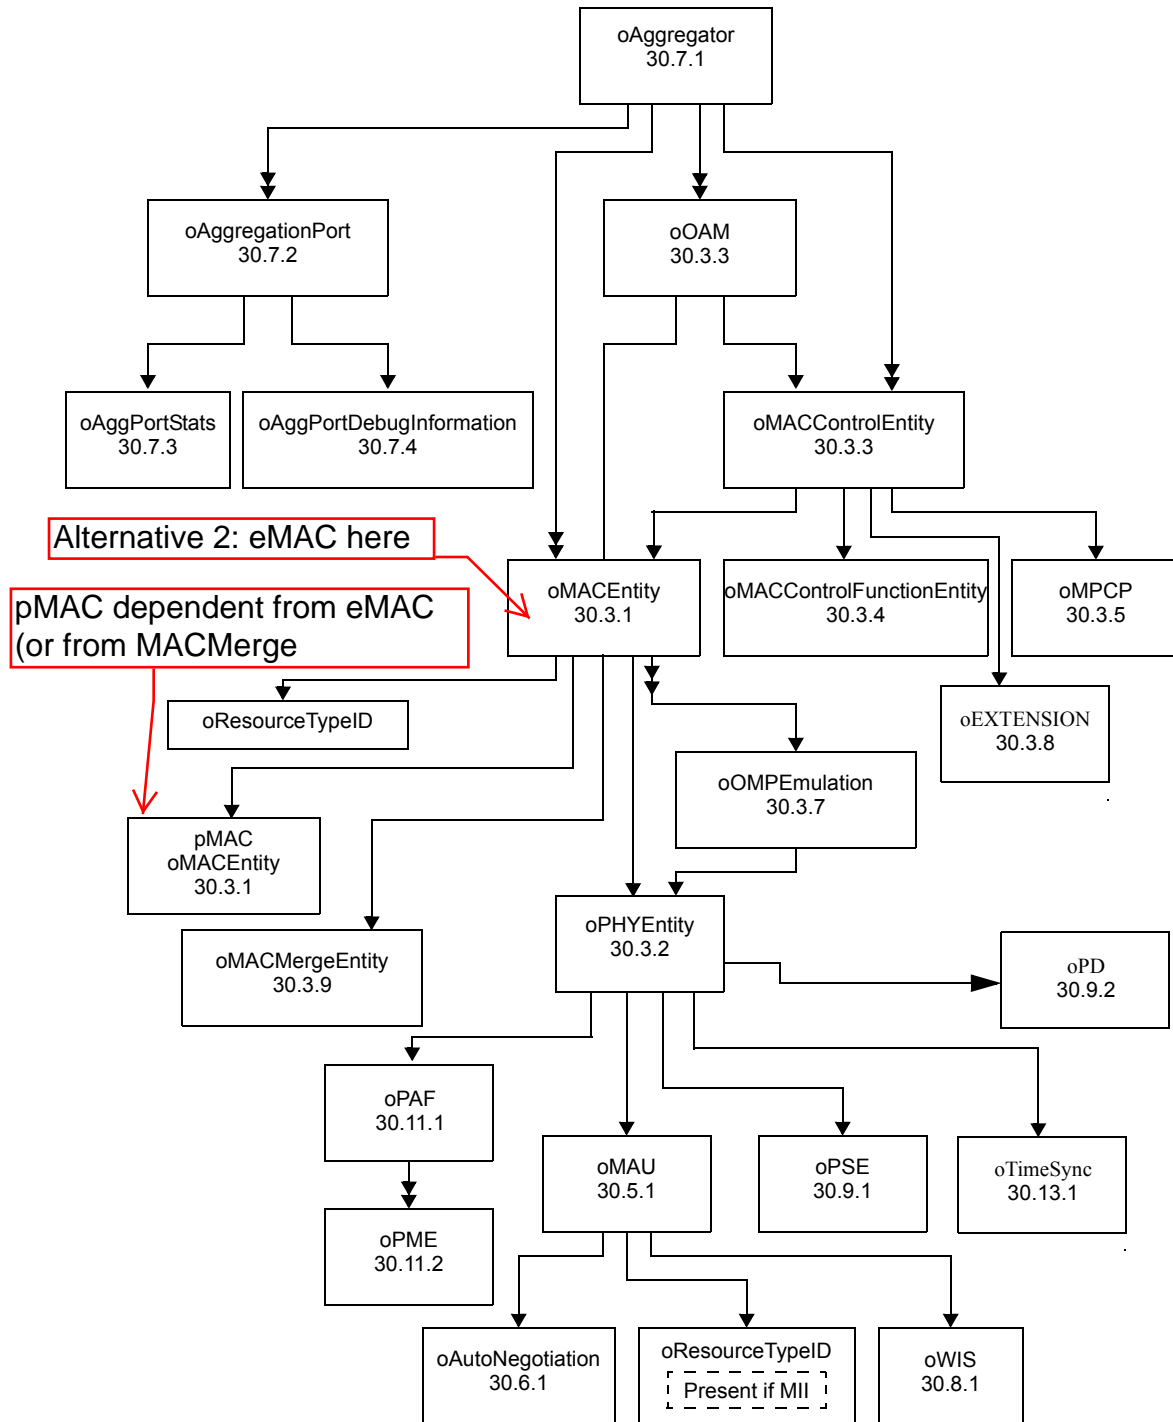 oAggregator
30.7.1
oAggregationPort
30.7.2
oOAM
30.3.3
oAggPortStats
30.7.3
oAggPortDebugInformation
30.7.4
oMACControlEntity
30.3.3
Alternative 2: eMAC here
pMAC dependent from eMAC
(or from MACMerge
oMACEntity
30.3.1
oMACControlFunctionEntity
30.3.4
oMPCP
30.3.5
oResourceTypeID
oEXTENSION
30.3.8
oOMPEmulation
30.3.7
pMAC
oMACEntity
30.3.1
oMACMergeEntity
30.3.9
oPHYEntity
30.3.2
oPD
30.9.2
oPAF
30.11.1
oMAU
30.5.1
oPSE
30.9.1
oTimeSync
30.13.1
oPME
30.11.2
oAutoNegotiation
30.6.1
oResourceTypeID
Present if MII
oWIS
30.8.1